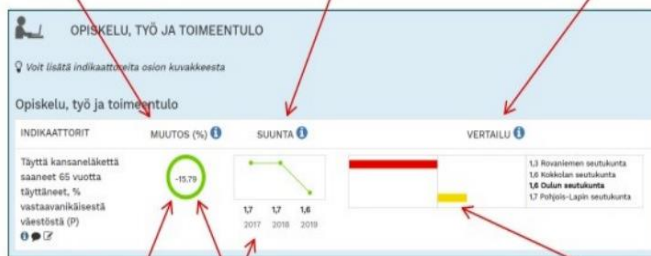 OPISKELU, TYÖ JA TOIMEENTULO
Voit lisätä indikaattoreita osion kuvakkeesta
Opiskelu, työ ja toimeentulo
INDIKAATTORIT MUUTOS (%) SUUNTA VERTAILU
Täyttä kansaneläkettä
saaneet 65 vuotta
täyttäneet, %
vastaavanikäisestä
väestöstä (P)
-15.79
1,7 1,7 1,6
2017 2018 2019
1,3 Rovaniemen seutukunta
1,6 Kokkolan seutukunta
1,6 Oulun seutukunta
1,7 Pohjois-Lapin seutukunta